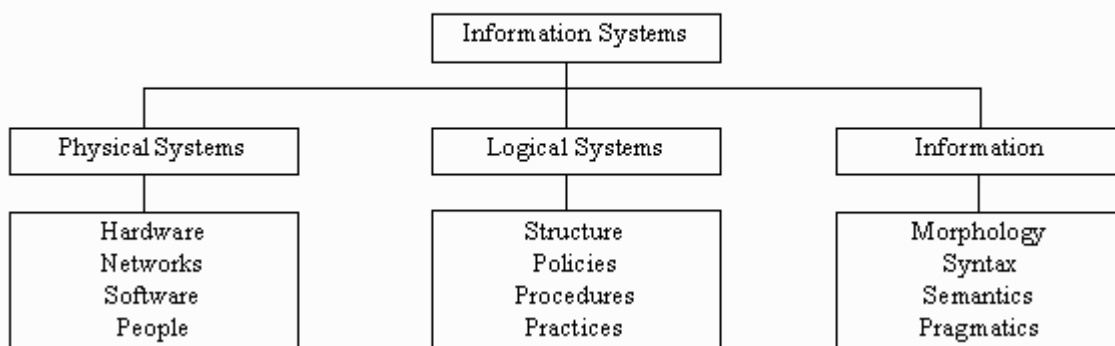 Information Systems
Physical Systems
Logical Systems
Information
Hardware
Networks
Software
People
Structure
Policies
Procedures
Practices
Morphology
Syntax
Semantics
Pragmatics